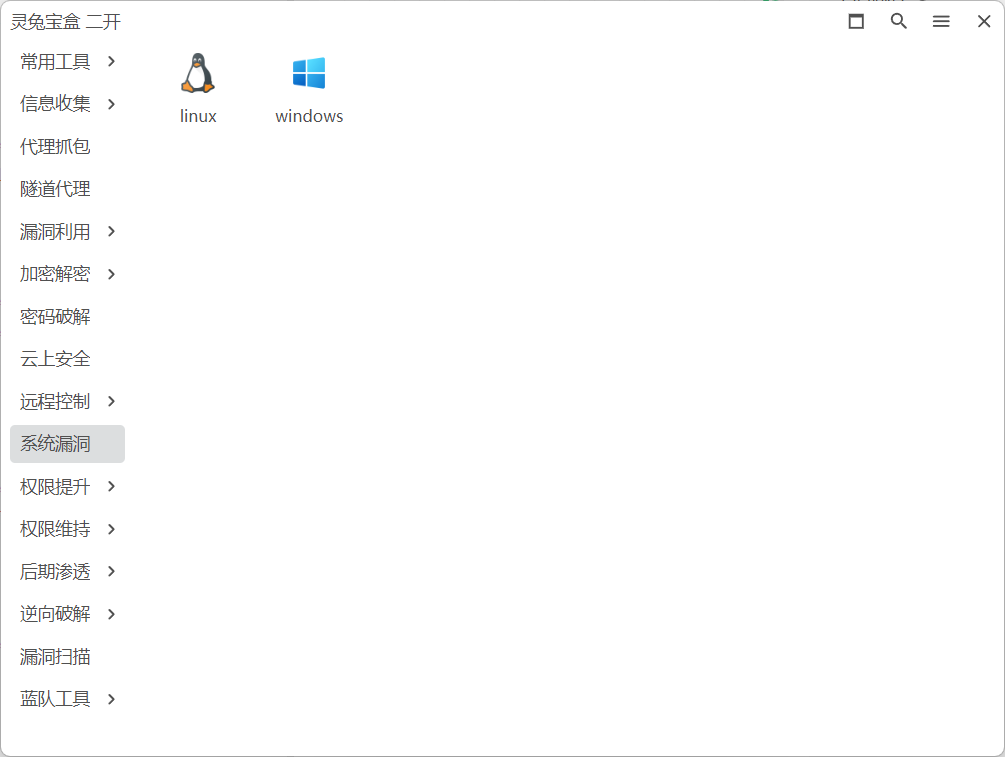 灵兔宝盒 二开
常用工具
信息收集
代理抓包
隧道代理
漏洞利用
加密解密
密码破解
云上安全
远程控制
系统漏洞
权限提升
权限维持
后期渗透
逆向破解
漏洞扫描
蓝队工具
linux
windows